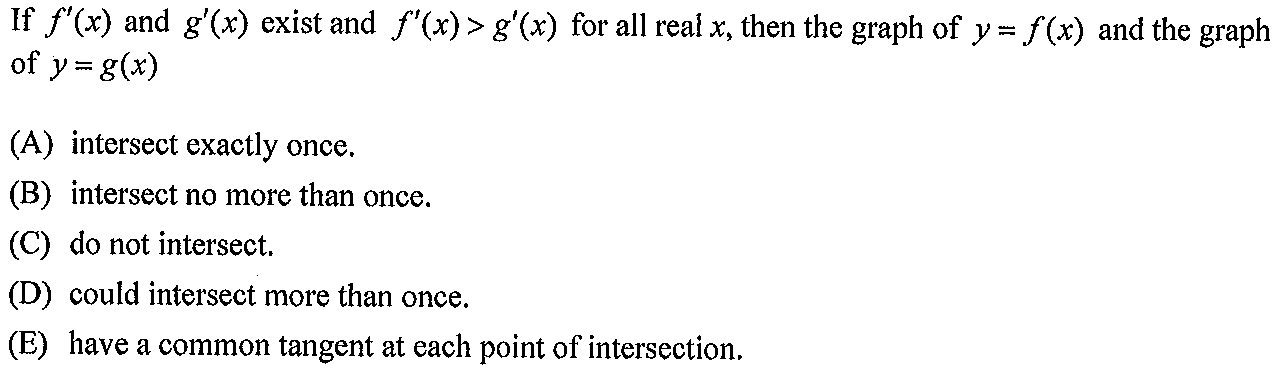 If f′(x) and g′(x) exist and f′(x) > g′(x) for all real x, then the graph of y = f(x) and the graph
of y = g(x)
(A) intersect exactly once.
(B) intersect no more than once.
(C) do not intersect.
(D) could intersect more than once.
(E) have a common tangent at each point of intersection.